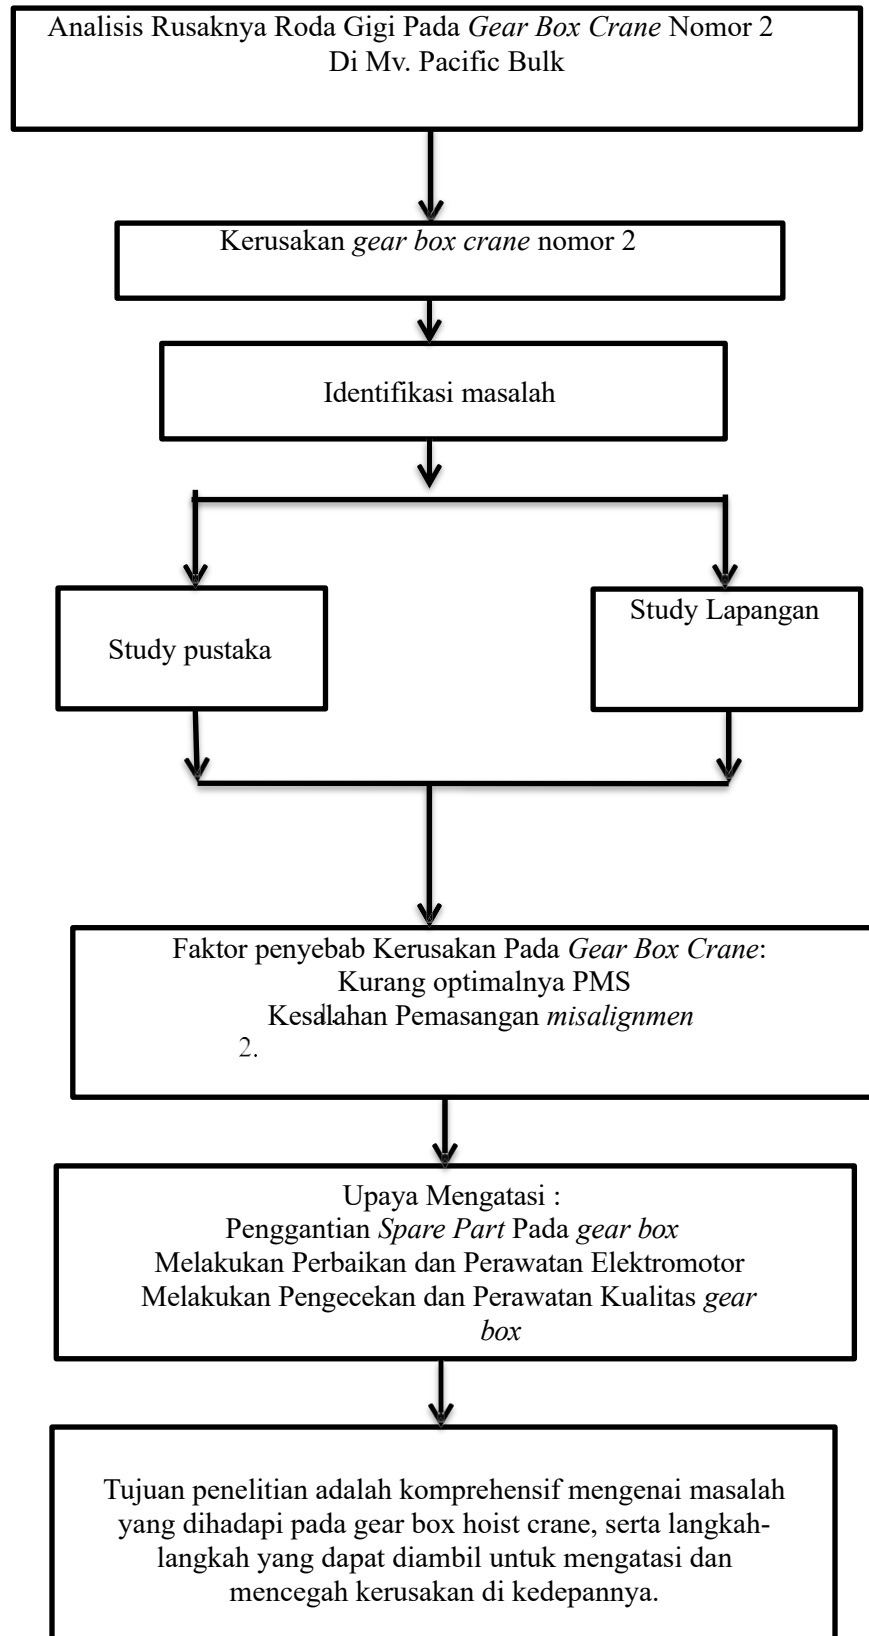 Analisis Rusaknya Roda Gigi Pada Gear Box Crane Nomor 2
Di Mv. Pacific Bulk
Kerusakan gear box crane nomor 2
Identifikasi masalah
Study pustaka
Study Lapangan
Faktor penyebab Kerusakan Pada Gear Box Crane:
Kurang optimalnya PMS
1. Kesalahan Pemasangan misalignmen
2.
Upaya Mengatasi :
Penggantian Spare Part Pada gear box
Melakukan Perbaikan dan Perawatan Elektromotor
Melakukan Pengecekan dan Perawatan Kualitas gear
box
Tujuan penelitian adalah komprehensif mengenai masalah
yang dihadapi pada gear box hoist crane, serta langkah-
langkah yang dapat diambil untuk mengatasi dan
mencegah kerusakan di kedepannya.